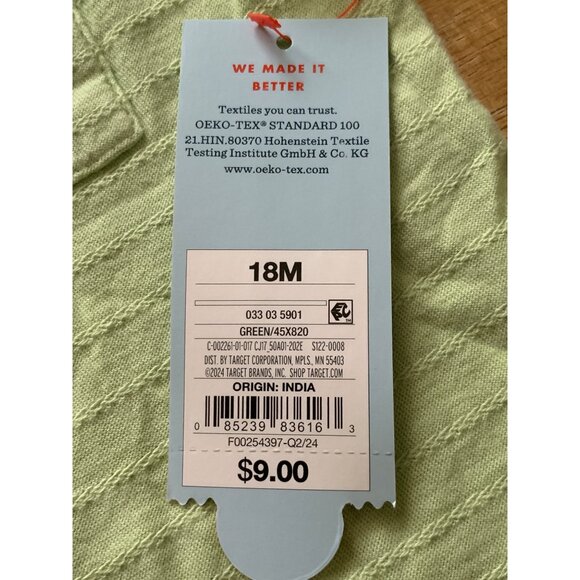 WE MADE IT
BETTER
Textiles you can trust.
OEKO-TEX® STANDARD 100
21.HIN.80370 Hohenstein Textile
Testing Institute GmbH & Co. KG
www.oeko-tex.com
18M
033 03 5901
GREEN/45X820
C-002261-01-017 CJ17_50A01-202E S122-0008
DIST. BY TARGET CORPORATION, MPLS., MN 55403
©2024 TARGET BRANDS, INC. SHOP TARGET.COM
ORIGIN: INDIA
0 85239 83616 3
F00254397-Q2/24
$9.00